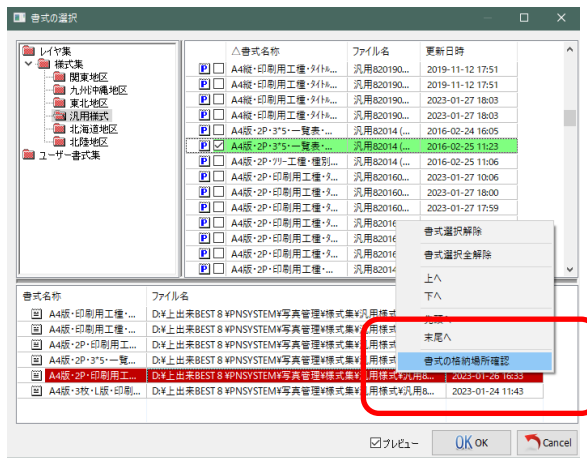 書式の選択
レイヤ集
様式集
関東地区
九州沖縄地区
東北地区
汎用様式
北海道地区
北陸地区
ユーザー書式集
△書式名称 ファイル名 更新日時
P A4縦・印刷用工種・ﾀｲﾄﾙ... 汎用820190... 2019-11-12 17:51
P A4縦・印刷用工種・ﾀｲﾄﾙ... 汎用820190... 2019-11-12 17:51
P A4縦・印刷用工種・ﾀｲﾄﾙ... 汎用820190... 2023-01-27 18:03
P A4縦・印刷用工種・ﾀｲﾄﾙ... 汎用820190... 2023-01-27 18:03
P A4版・2P・3*5・一覧表・... 汎用82014 (... 2016-02-24 16:05
P A4版・2P・3*5・一覧表・... 汎用82014 (... 2016-02-25 11:23
P A4版・2P・ﾂﾘｰ工種・種別... 汎用82014 (... 2016-02-25 11:06
P A4版・2P・印刷用工種・ﾀ... 汎用820160... 2023-01-27 10:06
P A4版・2P・印刷用工種・ﾀ... 汎用820160... 2023-01-27 18:00
P A4版・2P・印刷用工種・ﾀ... 汎用820160... 2023-01-27 17:59
P A4版・2P・印刷用工種・ﾀ... 汎用82016
P A4版・2P・印刷用工種・ﾀ... 汎用82016
P A4版・2P・印刷用工種・ﾀ... 汎用82016
P A4版・2P・印刷用工種・... 汎用82014
書式選択解除
書式選択全解除
上へ
下へ
先頭へ
末尾へ
書式の格納場所確認
書式名称 ファイル名
A4版・印刷用工種・... D:¥上出来BEST 8 ¥PNSYSTEM¥写真管理¥様式集¥汎用様式
A4版・印刷用工種・... D:¥上出来BEST 8 ¥PNSYSTEM¥写真管理¥様式集¥汎用様式
A4版・2P・印刷用工... D:¥上出来BEST 8 ¥PNSYSTEM¥写真管理¥様式集¥汎用様式
A4版・2P・3*5・一覧... D:¥上出来BEST 8 ¥PNSYSTEM¥写真管理¥様式集¥汎用様式
A4版・2P・印刷用工... D:¥上出来BEST 8 ¥PNSYSTEM¥写真管理¥様式集¥汎用様式¥汎用8... 2023-01-26 16:33
A4版・3枚・L版・印刷... D:¥上出来BEST 8 ¥PNSYSTEM¥写真管理¥様式集¥汎用様式¥汎用8... 2023-01-24 11:43
プレビュー OK OK Cancel